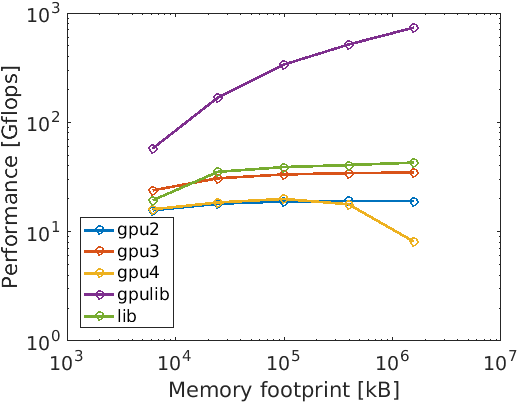 Performance [Gflops]
10^3
10^2
10^1
10^0
gpu2
gpu3
gpu4
gpulib
lib
10^3 10^4 10^5 10^6 10^7
Memory footprint [kB]